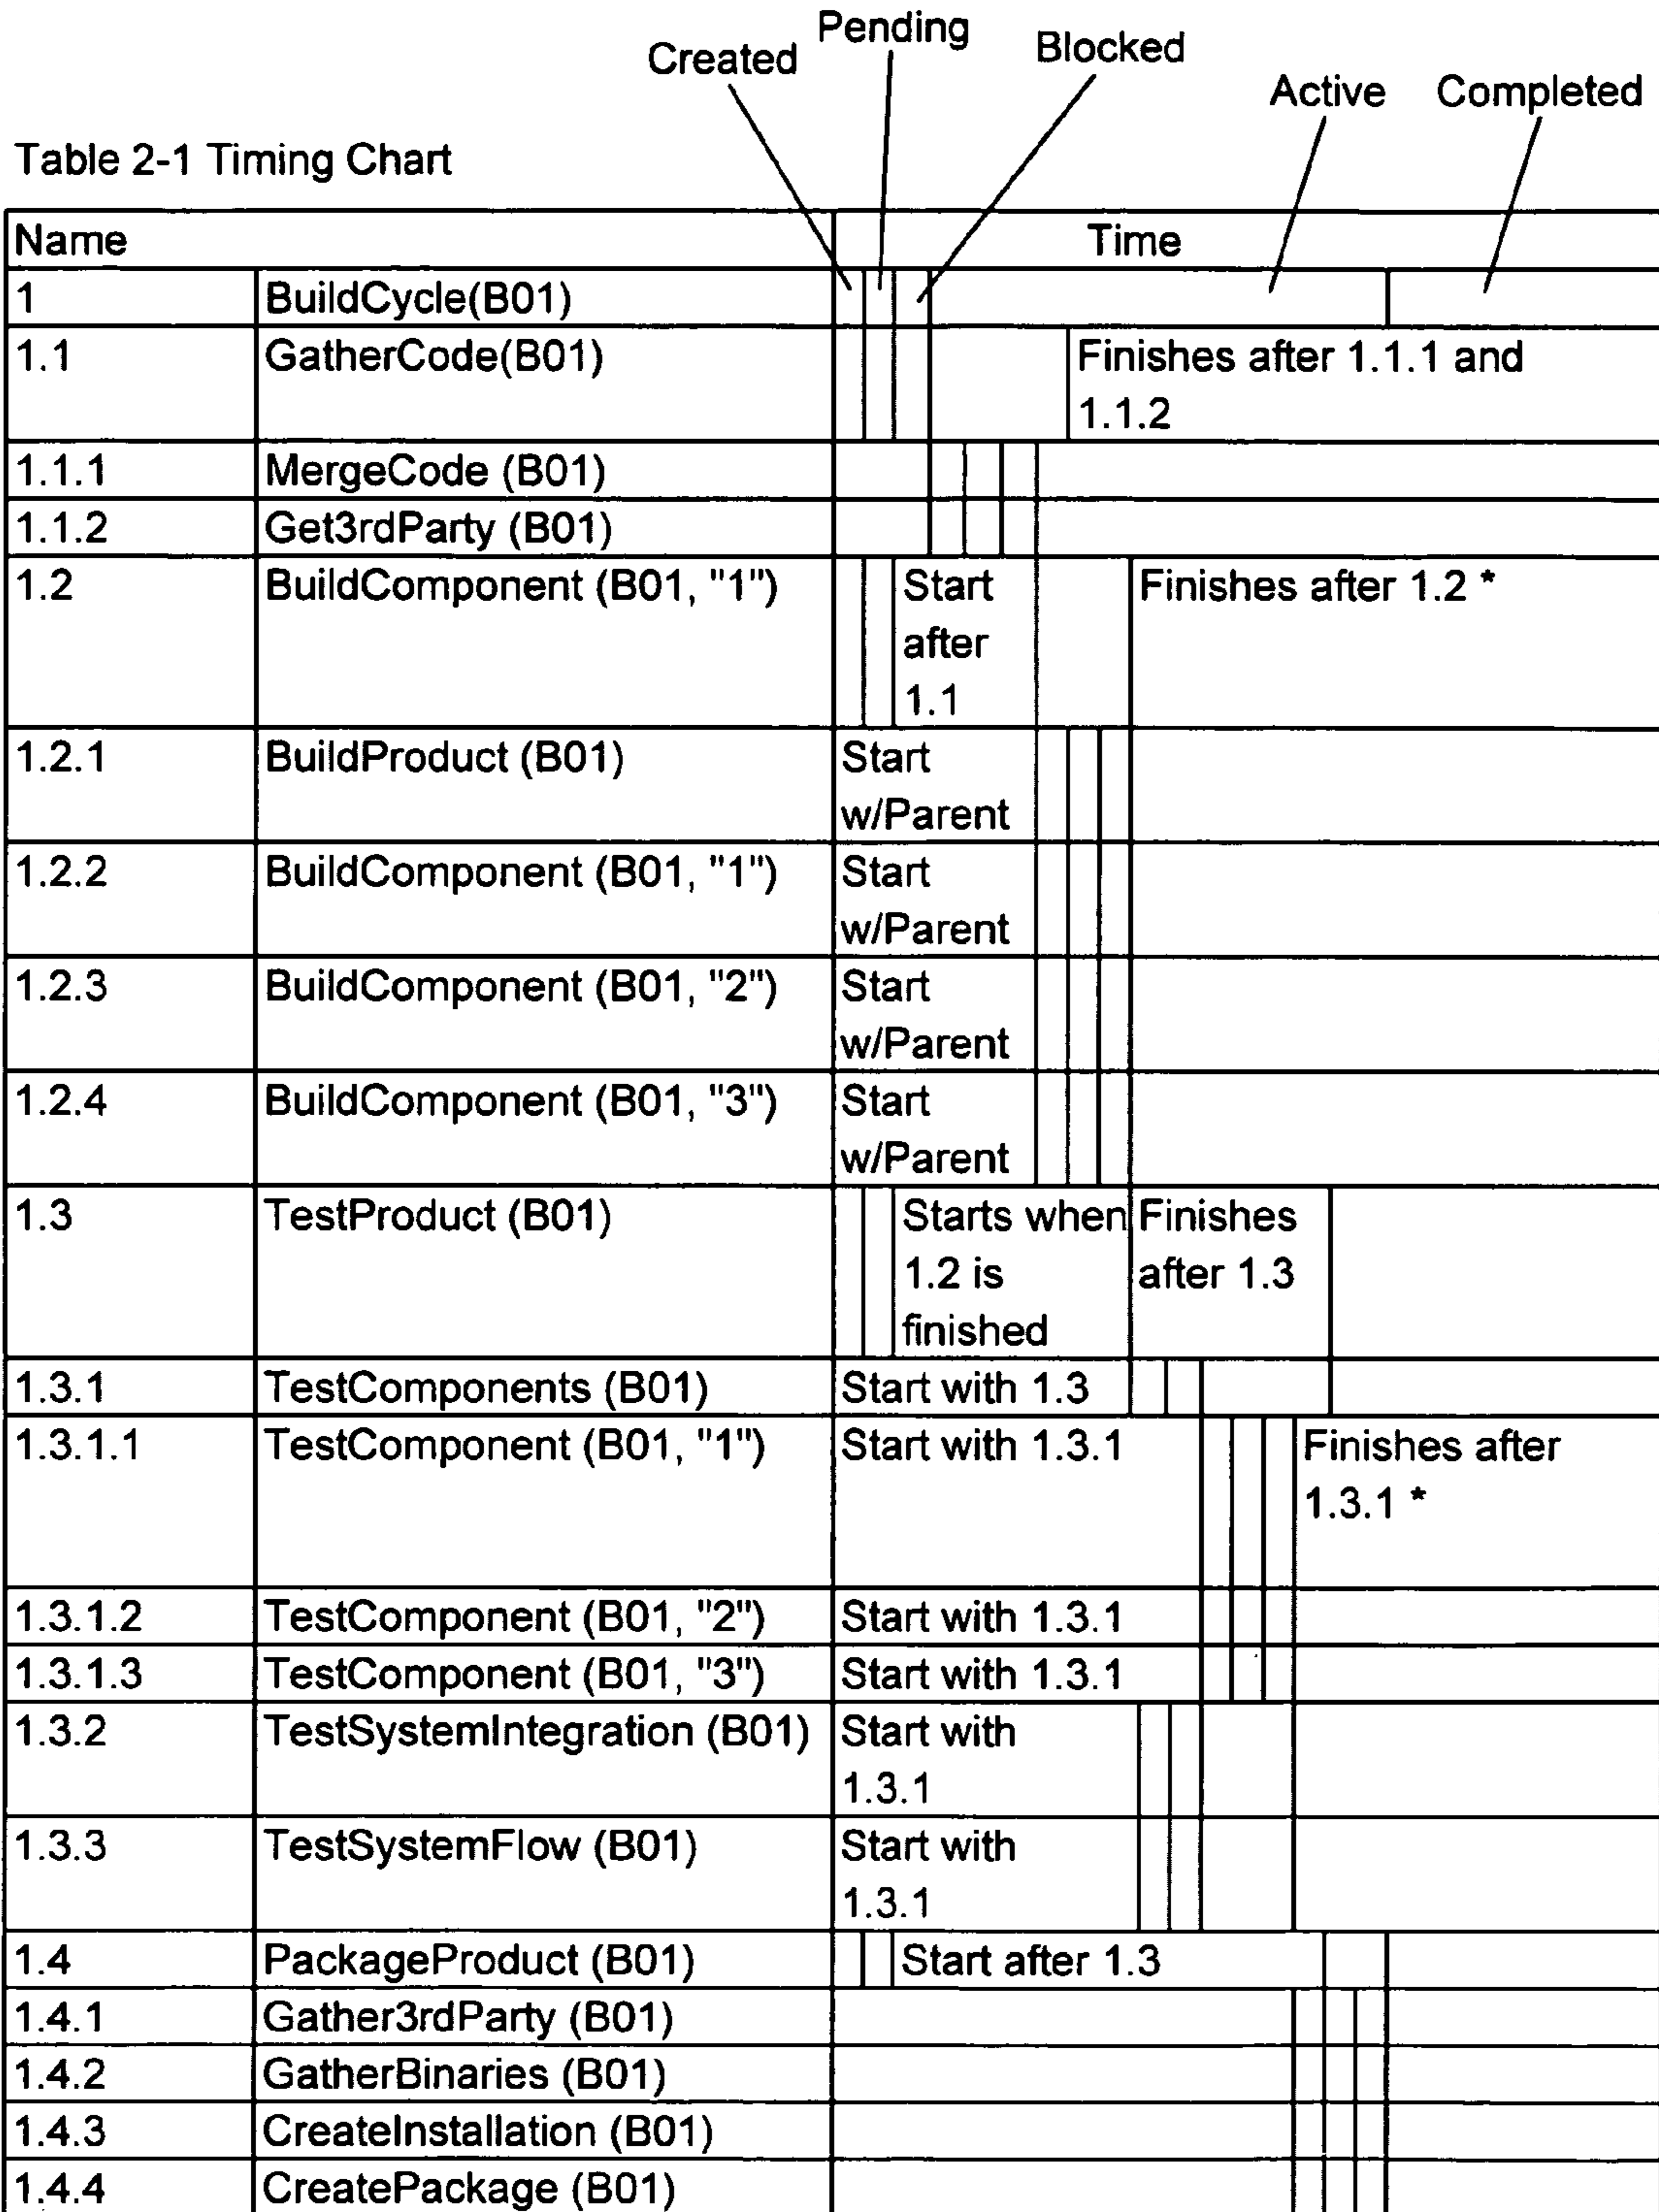 Pending
Created
Blocked
Active
Completed
Table 2-1 Timing Chart
Name
Time
1
BuildCycle(B01)
1.1
GatherCode(B01)
Finishes after 1.1.1 and
1.1.2
1.1.1
MergeCode (B01)
1.1.2
Get3rdParty (B01)
1.2
BuildComponent (B01, "1")
Start
after
1.1
Finishes after 1.2 *
1.2.1
BuildProduct (B01)
Start
w/Parent
1.2.2
BuildComponent (B01, "1")
Start
w/Parent
1.2.3
BuildComponent (B01, "2")
Start
w/Parent
1.2.4
BuildComponent (B01, "3")
Start
w/Parent
1.3
TestProduct (B01)
Starts when
1.2 is
finished
Finishes
after 1.3
1.3.1
TestComponents (B01)
Start with 1.3
1.3.1.1
TestComponent (B01, "1")
Start with 1.3.1
Finishes after
1.3.1 *
1.3.1.2
TestComponent (B01, "2")
Start with 1.3.1
1.3.1.3
TestComponent (B01, "3")
Start with 1.3.1
1.3.2
TestSystemIntegration (B01)
Start with
1.3.1
1.3.3
TestSystemFlow (B01)
Start with
1.3.1
1.4
PackageProduct (B01)
Start after 1.3
1.4.1
Gather3rdParty (B01)
1.4.2
GatherBinaries (B01)
1.4.3
CreateInstallation (B01)
1.4.4
CreatePackage (B01)